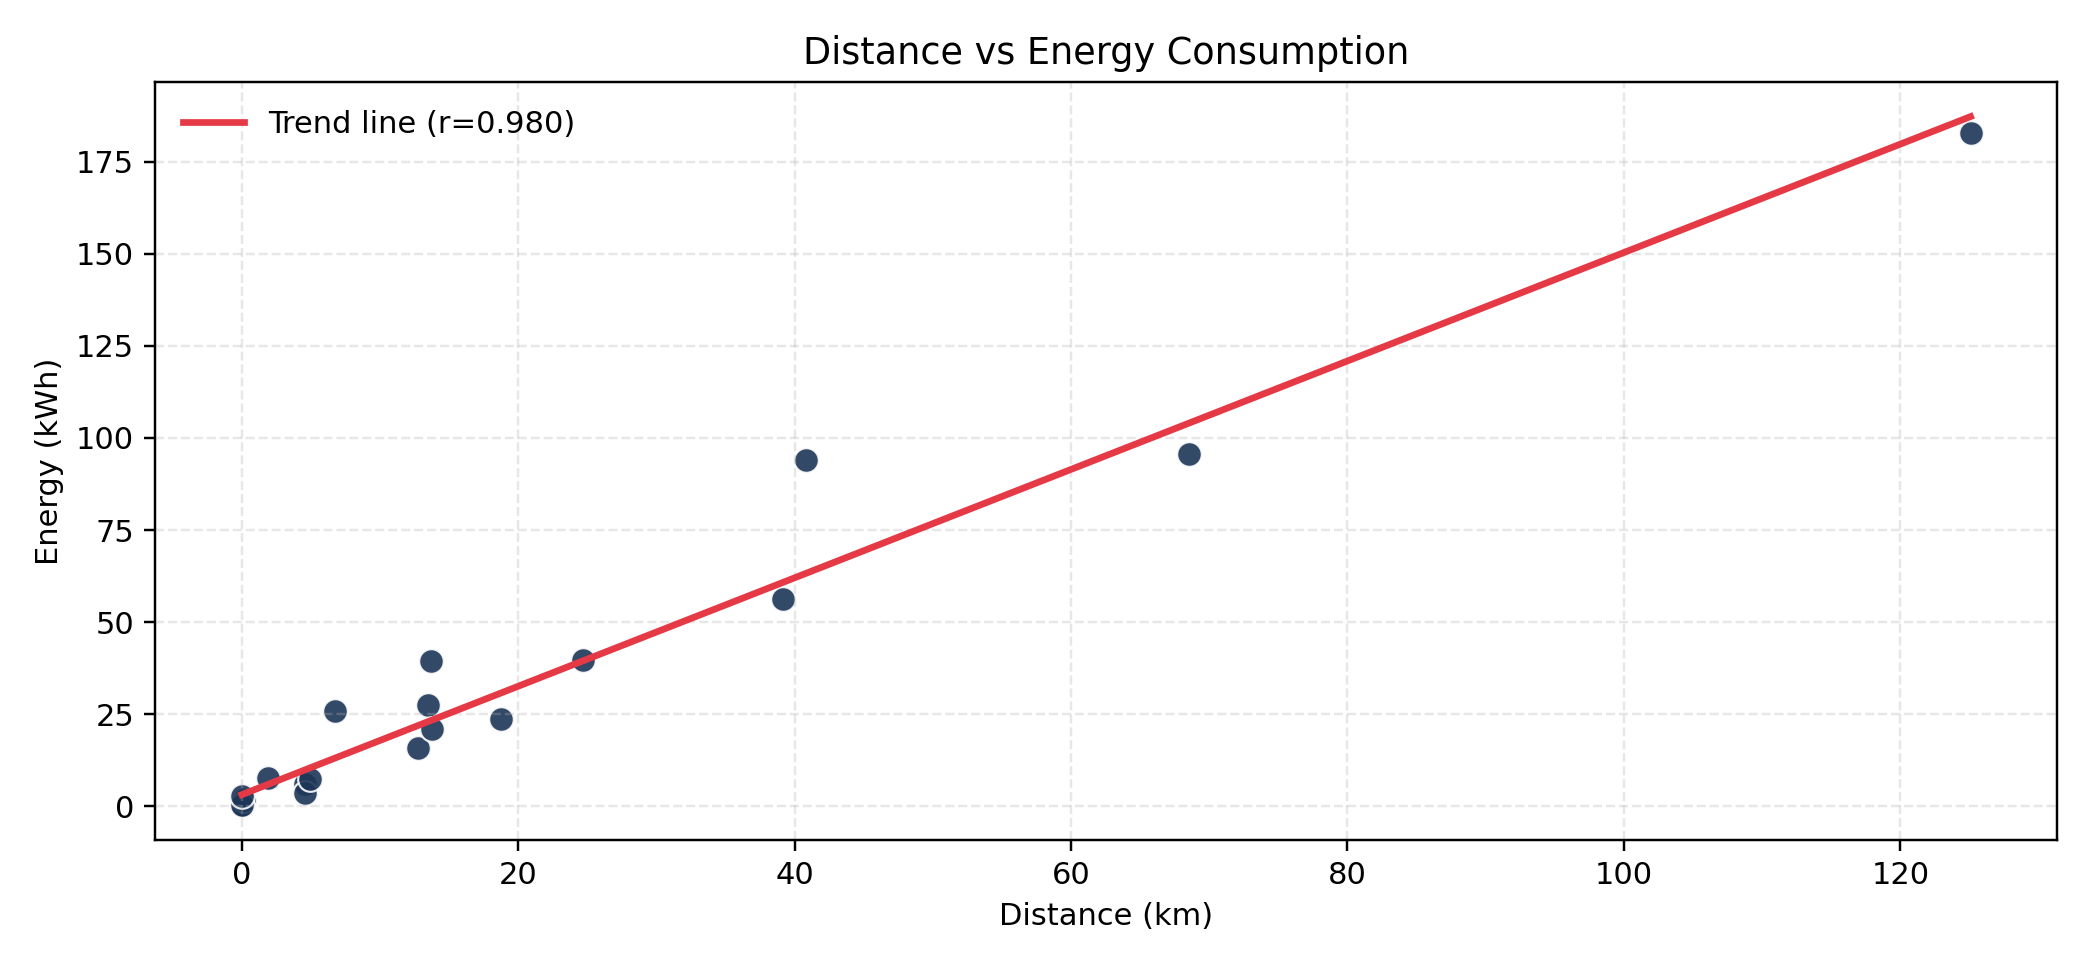 Distance vs Energy Consumption
Trend line (r=0.980)
175
150
125
100
75
50
25
0
Energy (kWh)
0 20 40 60 80 100 120
Distance (km)